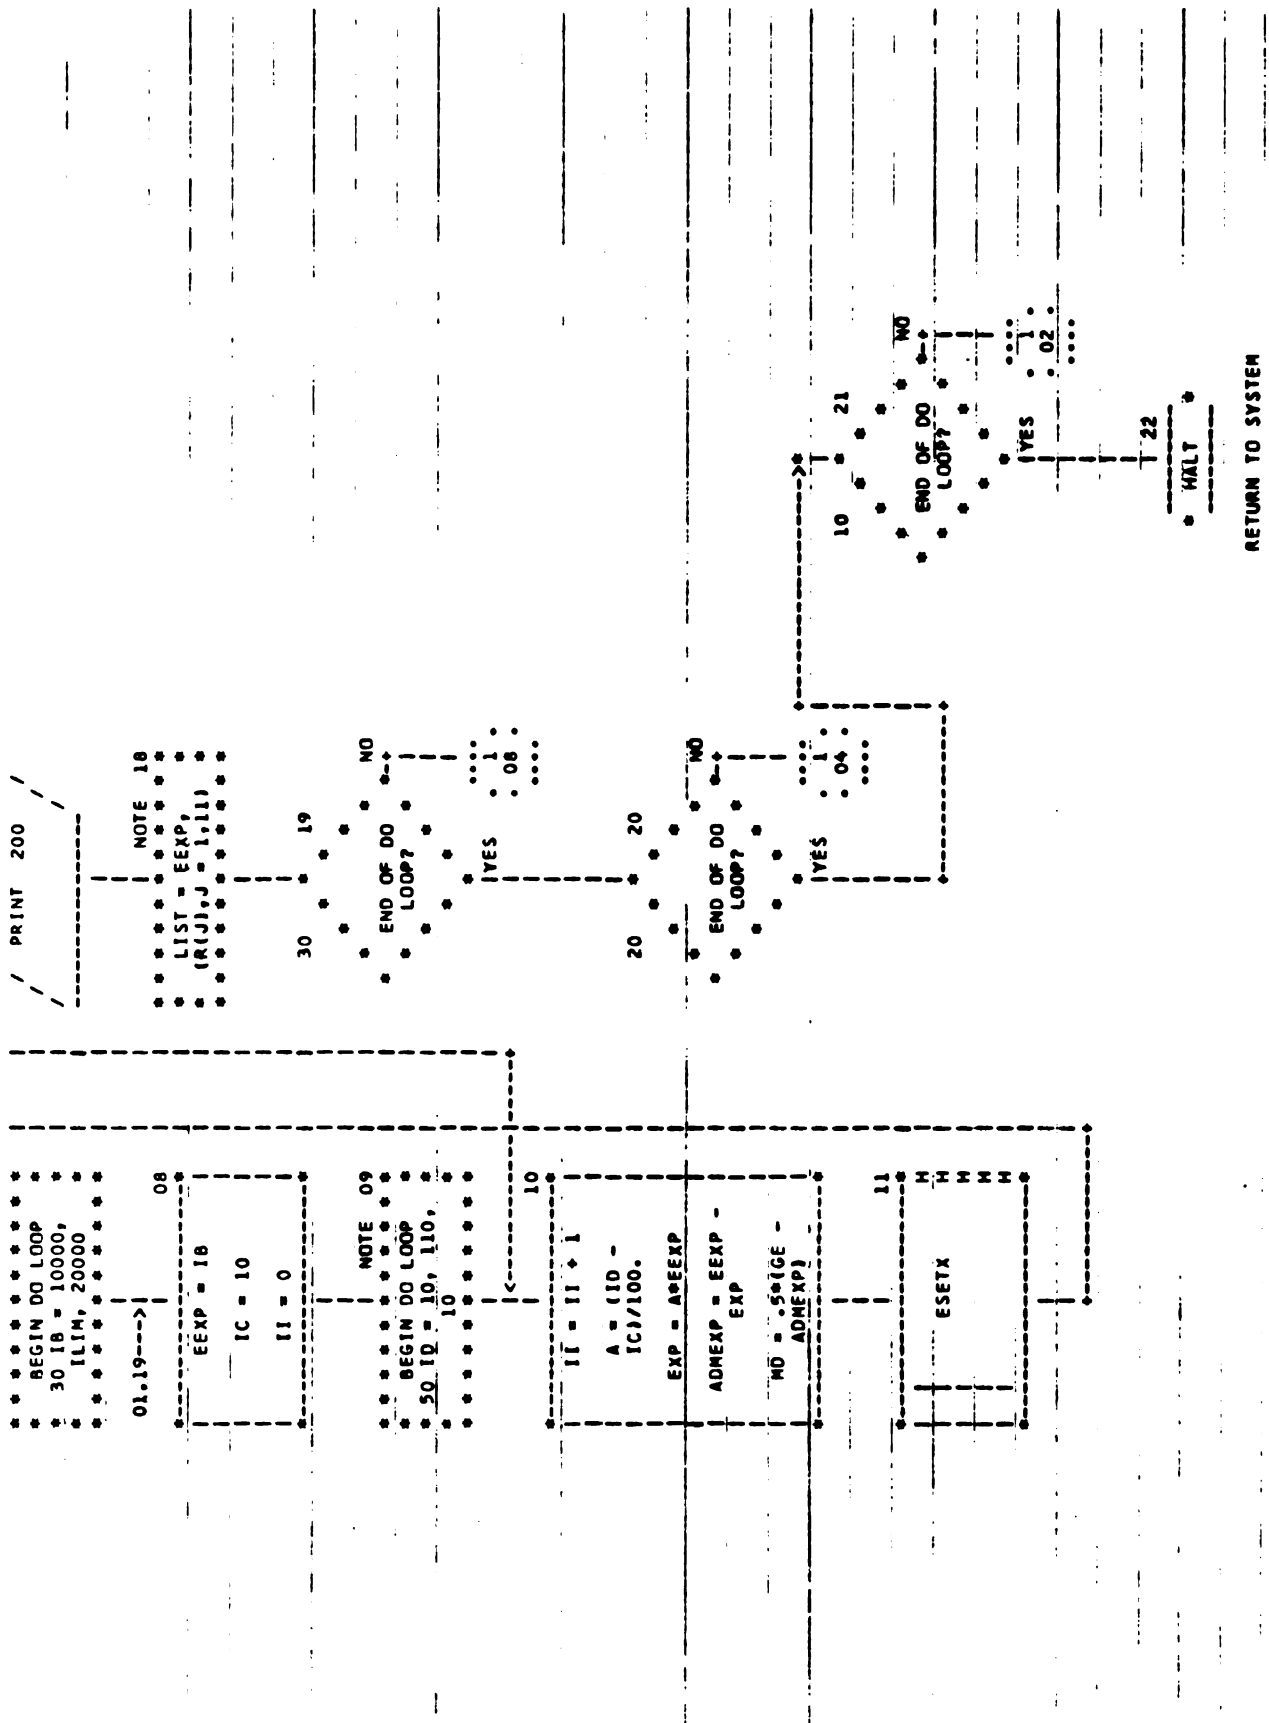 BEGIN DO LOOP
30 IB = 10000,
ILIM, 20000
01.19--->
08
EEXP = IB
IC = 10
II = 0
NOTE 09
BEGIN DO LOOP
50 ID = 10, 110,
10
10
II = II + 1
A = (ID -
IC)/100.
EXP = A*EEXP
ADMEXP = EEXP -
EXP
MD = .5*(GE -
ADMEXP)
11
ESETX
PRINT 200
NOTE 18
LIST = EEXP,
(R(J),J = 1,11)
30
19
END OF DO
LOOP?
NO
1
08
YES
20
20
END OF DO
LOOP?
NO
1
04
YES
10
21
END OF DO
LOOP?
NO
1
02
YES
22
HALT
RETURN TO SYSTEM